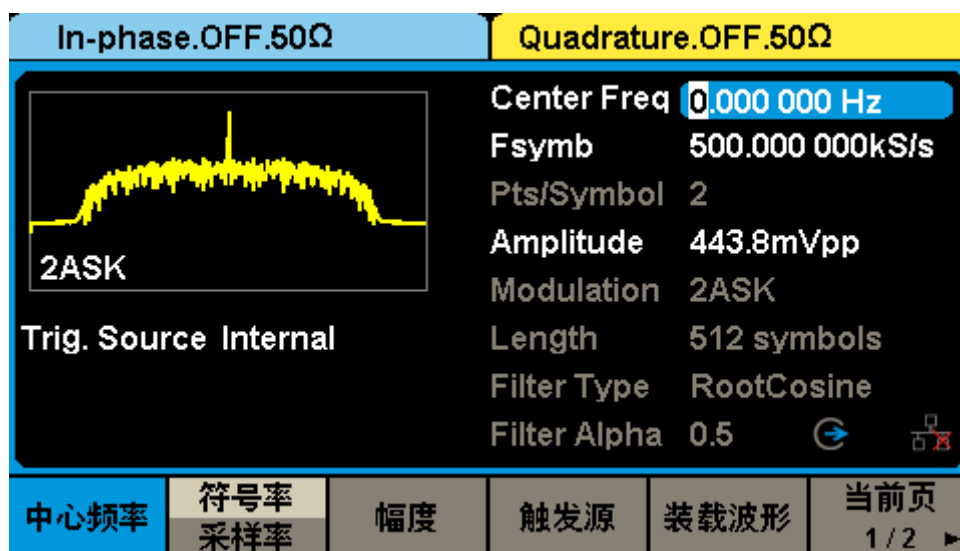 In-phase.OFF.50Ω
Quadrature.OFF.50Ω
2ASK
Trig. Source Internal
Center Freq 0.000 000 Hz
Fsymb 500.000 000kS/s
Pts/Symbol 2
Amplitude 443.8mVpp
Modulation 2ASK
Length 512 symbols
Filter Type RootCosine
Filter Alpha 0.5
中心频率
符号率
采样率
幅度
触发源
装载波形
当前页
1/2